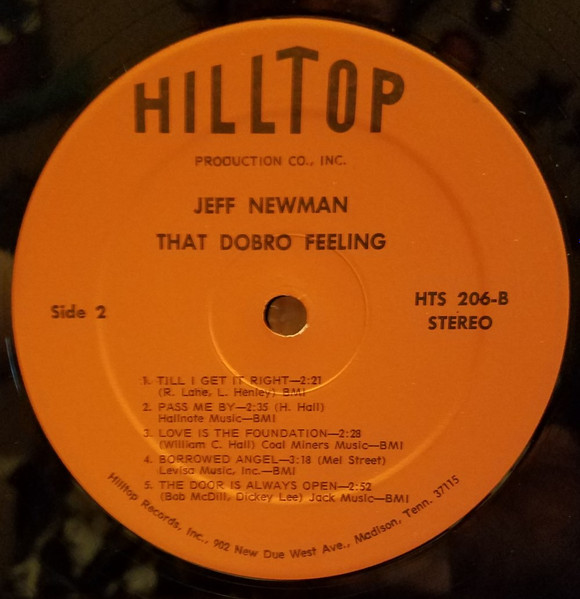 HILLTOP
PRODUCTION CO., INC.
JEFF NEWMAN
THAT DOBRO FEELING
Side 2
HTS 206-B
STEREO
1. TILL I GET IT RIGHT—2:21
(R. Lane, L. Henley) BMI
2. PASS ME BY—2:35 (H. Hall)
Hallnote Music—BMI
3. LOVE IS THE FOUNDATION—2:28
(William C. Hall) Coal Miners Music—BMI
4. BORROWED ANGEL—3:18 (Mel Street)
Levisa Music, Inc.—BMI
5. THE DOOR IS ALWAYS OPEN—2:52
(Bob McDill, Dickey Lee) Jack Music—BMI
Hilltop Records, Inc., 902 New Due West Ave., Madison, Tenn. 37115